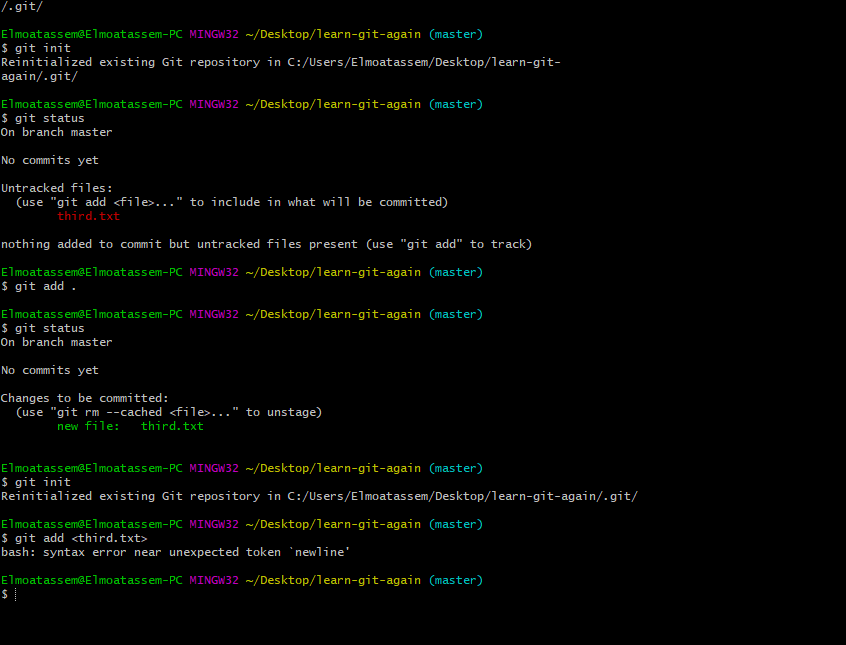 /.git/
Elmoatassem@Elmoatassem-PC MINGW32 ~/Desktop/learn-git-again (master)
$ git init
Reinitialized existing Git repository in C:/Users/Elmoatassem/Desktop/learn-git-
again/.git/
Elmoatassem@Elmoatassem-PC MINGW32 ~/Desktop/learn-git-again (master)
$ git status
On branch master
No commits yet
Untracked files:
  (use "git add <file>..." to include in what will be committed)
        third.txt
nothing added to commit but untracked files present (use "git add" to track)
Elmoatassem@Elmoatassem-PC MINGW32 ~/Desktop/learn-git-again (master)
$ git add .
Elmoatassem@Elmoatassem-PC MINGW32 ~/Desktop/learn-git-again (master)
$ git status
On branch master
No commits yet
Changes to be committed:
  (use "git rm --cached <file>..." to unstage)
        new file:   third.txt
Elmoatassem@Elmoatassem-PC MINGW32 ~/Desktop/learn-git-again (master)
$ git init
Reinitialized existing Git repository in C:/Users/Elmoatassem/Desktop/learn-git-again/.git/
Elmoatassem@Elmoatassem-PC MINGW32 ~/Desktop/learn-git-again (master)
$ git add <third.txt>
bash: syntax error near unexpected token `newline'
Elmoatassem@Elmoatassem-PC MINGW32 ~/Desktop/learn-git-again (master)
$